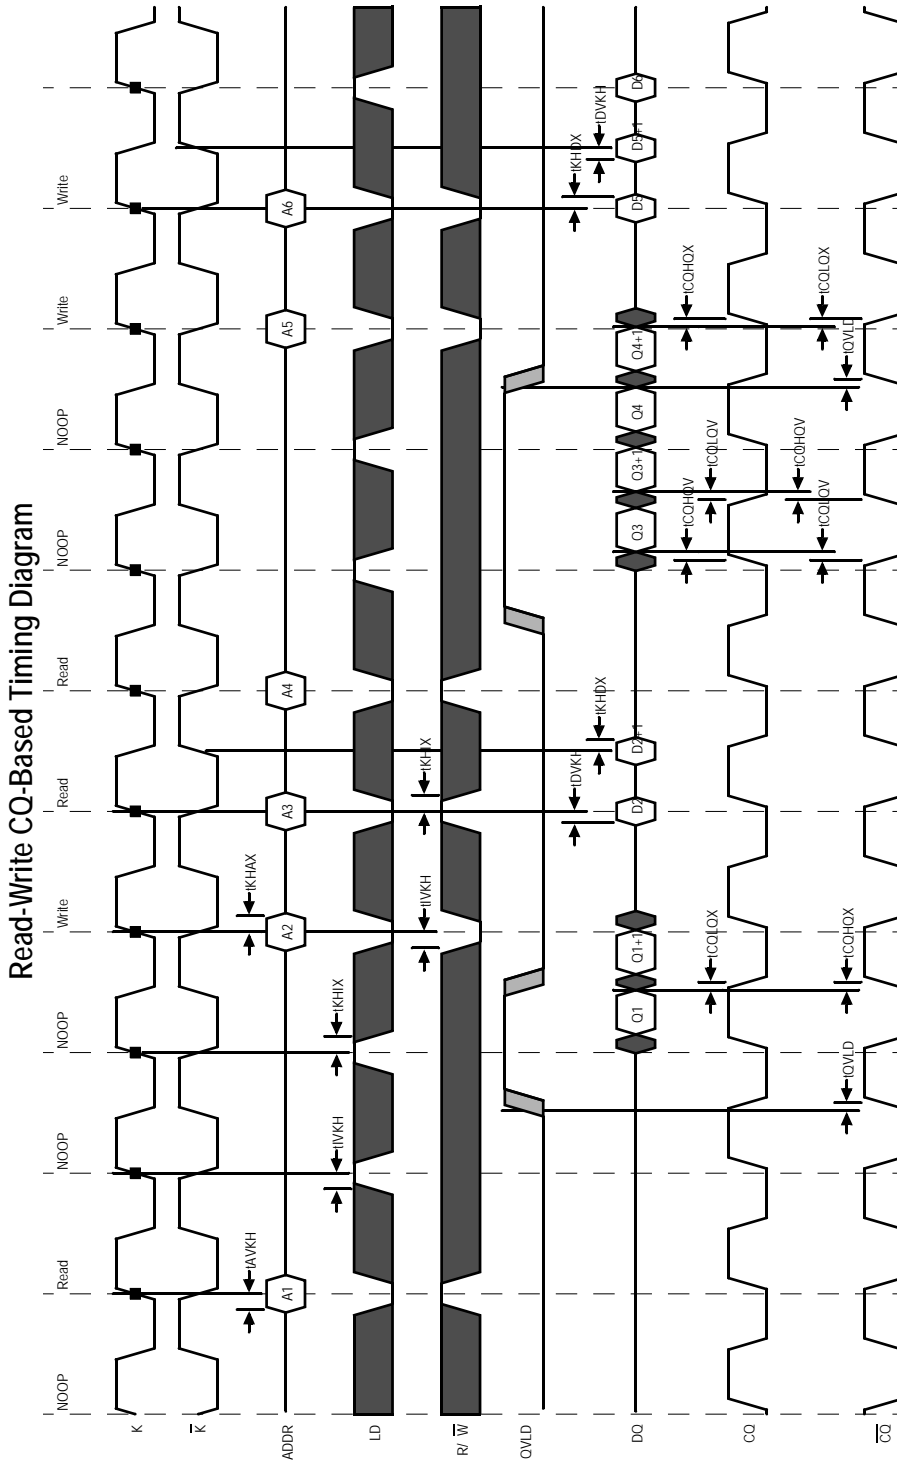 Read-Write CQ-Based Timing Diagram
NOOP
Read
NOOP
NOOP
Write
Read
Read
NOOP
NOOP
Write
Write
K
K
tAVKH
tKHAX
ADDR
A1
A2
A3
A4
A5
A6
tIVKH
tKHIX
LD
tIVKH
tKHIX
R/ W
QVLD
tDVKH
tKHDX
tKHDX
tDVKH
DQ
Q1
Q1+1
D2
D2+1
Q3
Q3+1
Q4
Q4+1
D5
D5+1
D6
tCQHQV
tCQHQX
tCQLQX
tCQLQV
CQ
tCQHQV
tCQLQV
tCQLQX
tQVLD
tCQHQX
tQVLD
CQ